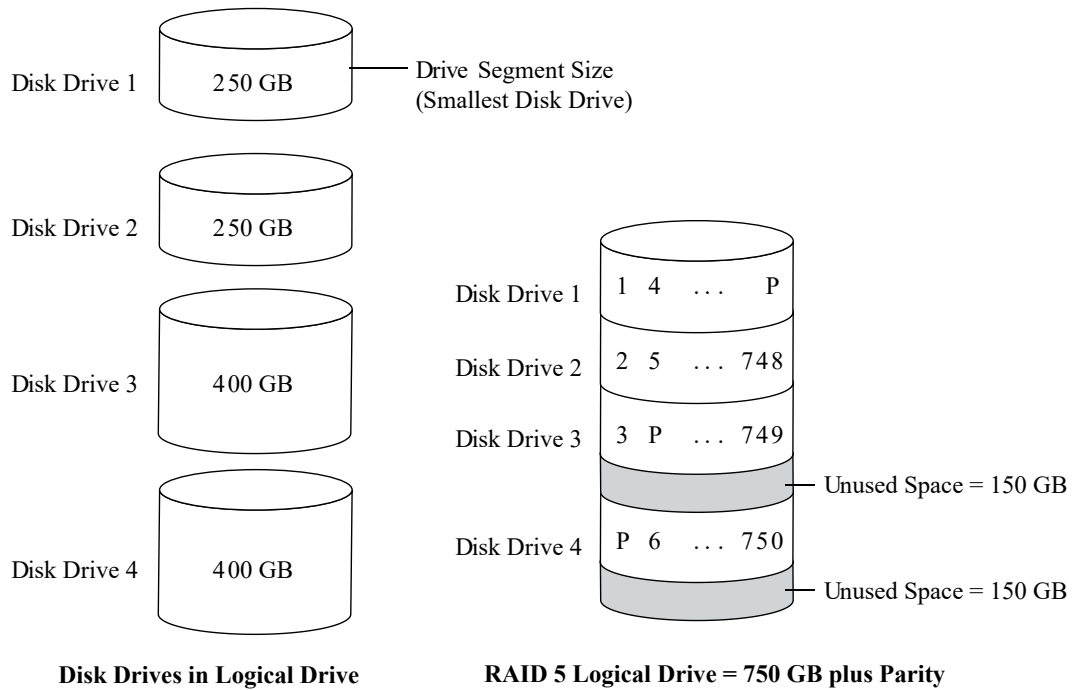 Disk Drive 1
250 GB
Drive Segment Size
(Smallest Disk Drive)
Disk Drive 2
250 GB
Disk Drive 3
400 GB
Disk Drive 4
400 GB
Disk Drives in Logical Drive
Disk Drive 1
1 4 ... P
Disk Drive 2
2 5 ... 748
Disk Drive 3
3 P ... 749
Unused Space = 150 GB
Disk Drive 4
P 6 ... 750
Unused Space = 150 GB
RAID 5 Logical Drive = 750 GB plus Parity